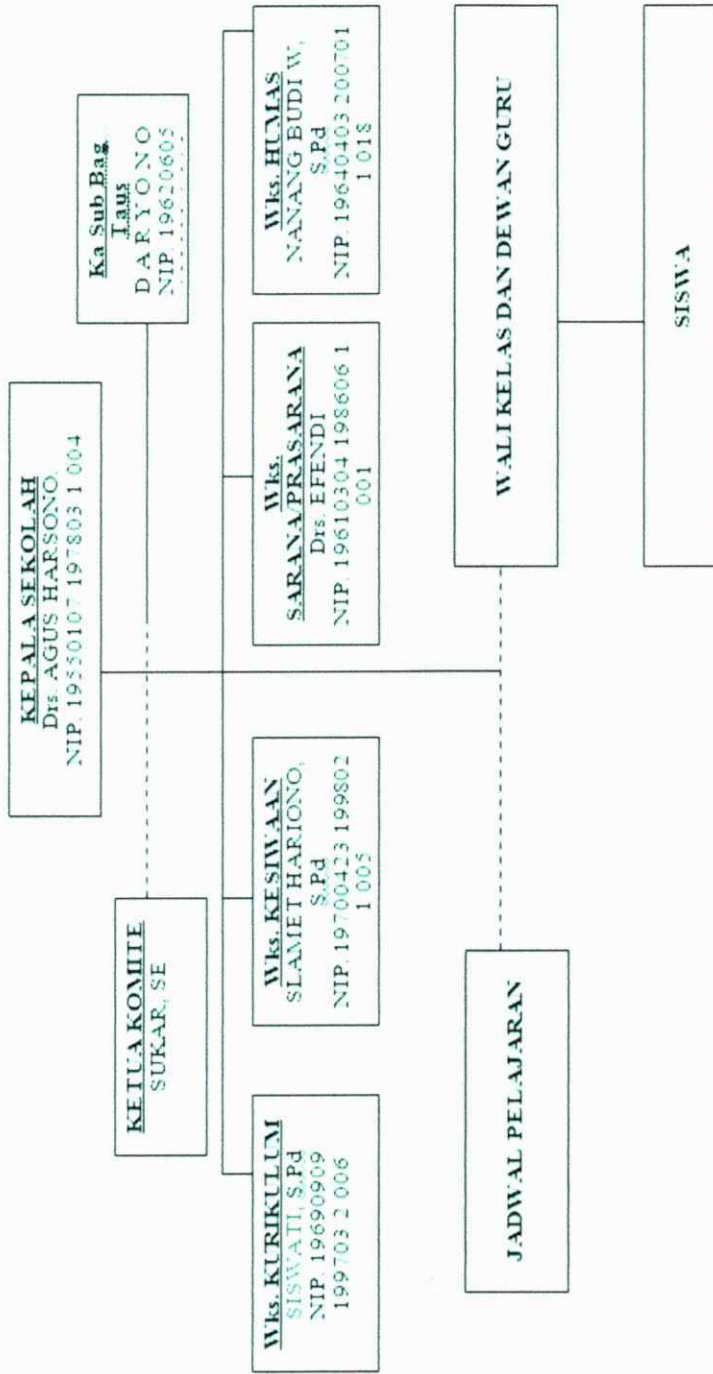 KEPALA SEKOLAH
Drs. AGUS HARSONO,
NIP. 19550107 197803 1 004
KETUA KOMITE
SUKAR, SE
Ka Sub Bag
Taus
DARYONO
NIP. 19620605
Wks. KURIKULUM
SISWATI, S.Pd
NIP. 19690909
199703 2 006
Wks. KESISWAAN
SLAMET HARIONO,
S.Pd
NIP. 19700423 199802
1 005
Wks.
SARANA/PRASARANA
Drs. EFENDI
NIP. 19610304 198606 1
001
Wks. HUMAS
NANANG BUDI W,
S.Pd
NIP. 19640403 200701
1 018
JADWAL PELAJARAN
WALI KELAS DAN DEWAN GURU
SISWA